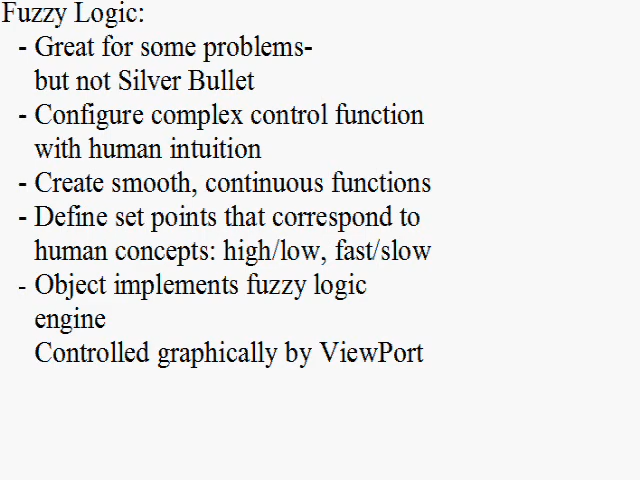 Fuzzy Logic:
- Great for some problems-
but not Silver Bullet
- Configure complex control function
with human intuition
- Create smooth, continuous functions
- Define set points that correspond to
human concepts: high/low, fast/slow
- Object implements fuzzy logic
engine
Controlled graphically by ViewPort